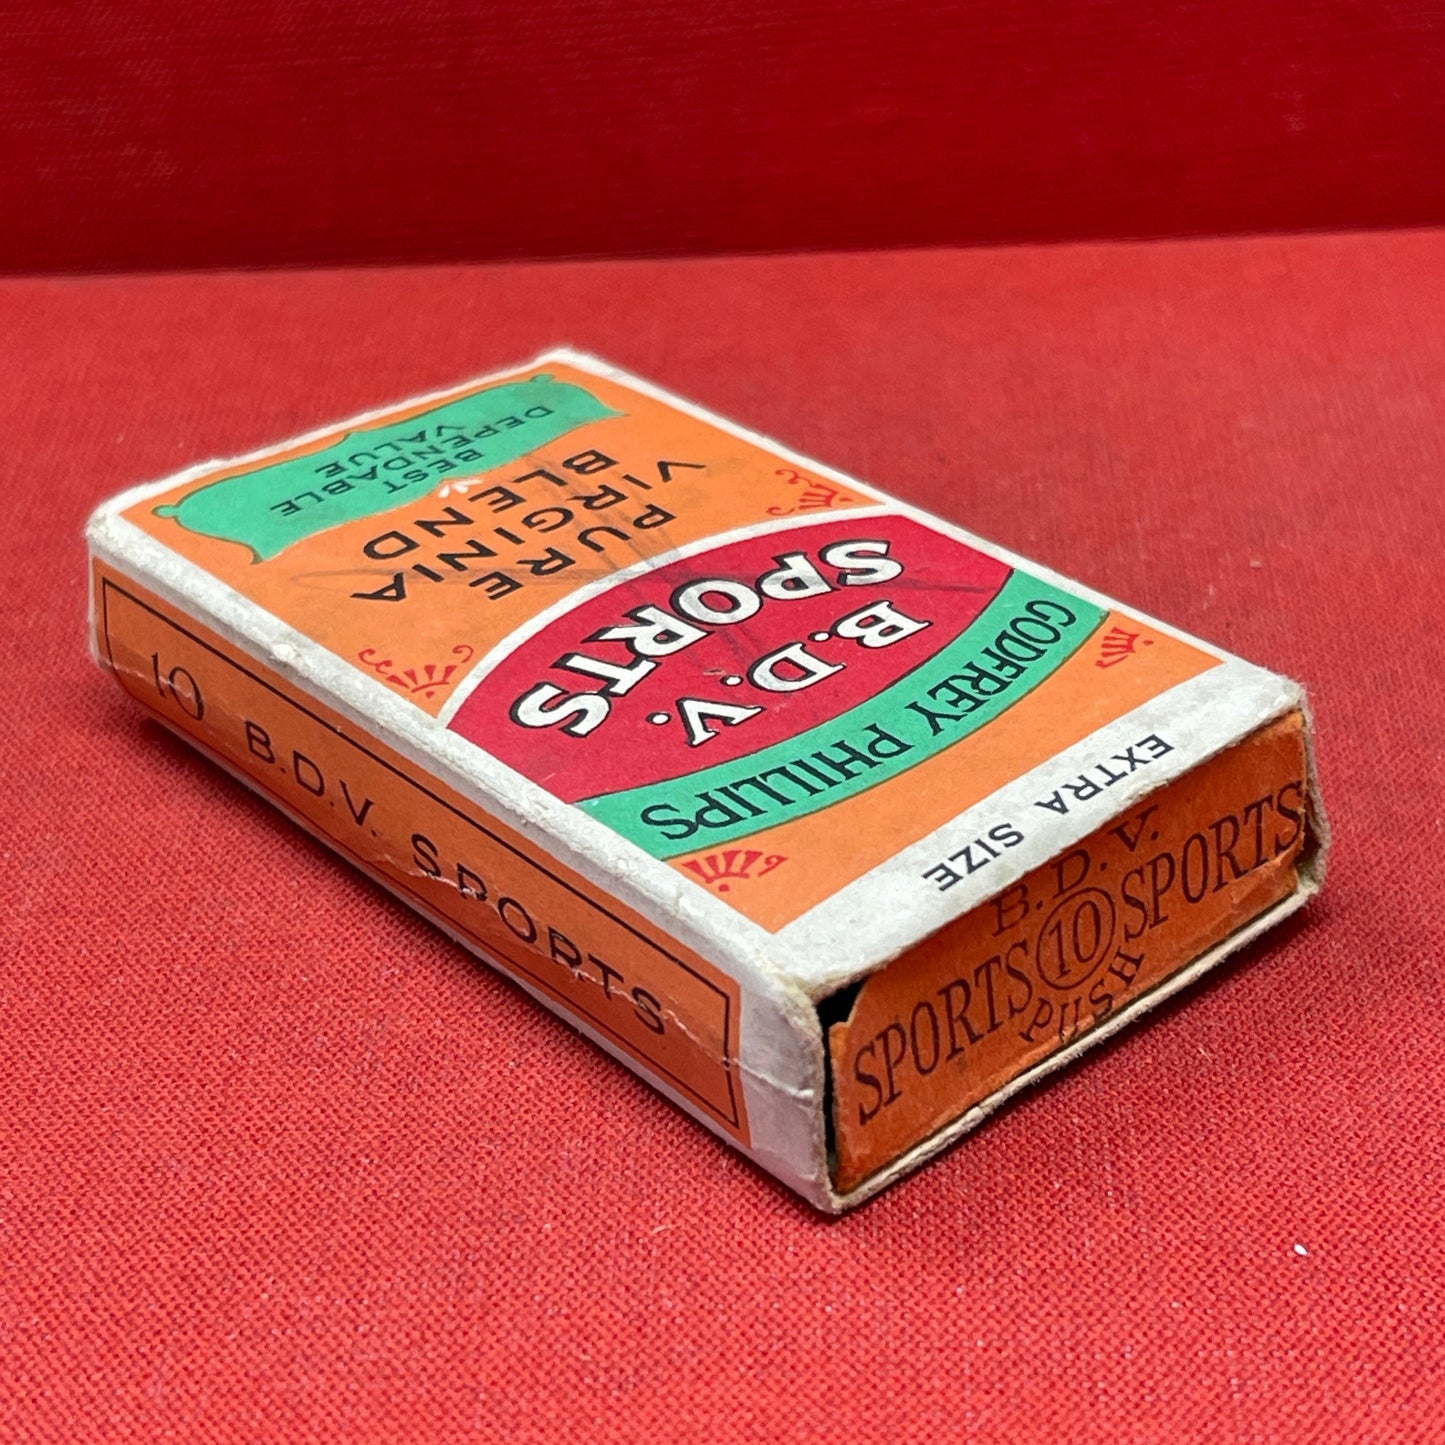 GODFREY PHILLIPS
B.D.V.
SPORTS
PURE
VIRGINIA
BLEND
BEST
DEPENDABLE
VALUE
EXTRA SIZE
10 B.D.V. SPORTS
B.D.V.
SPORTS 10 SPORTS
PUSH